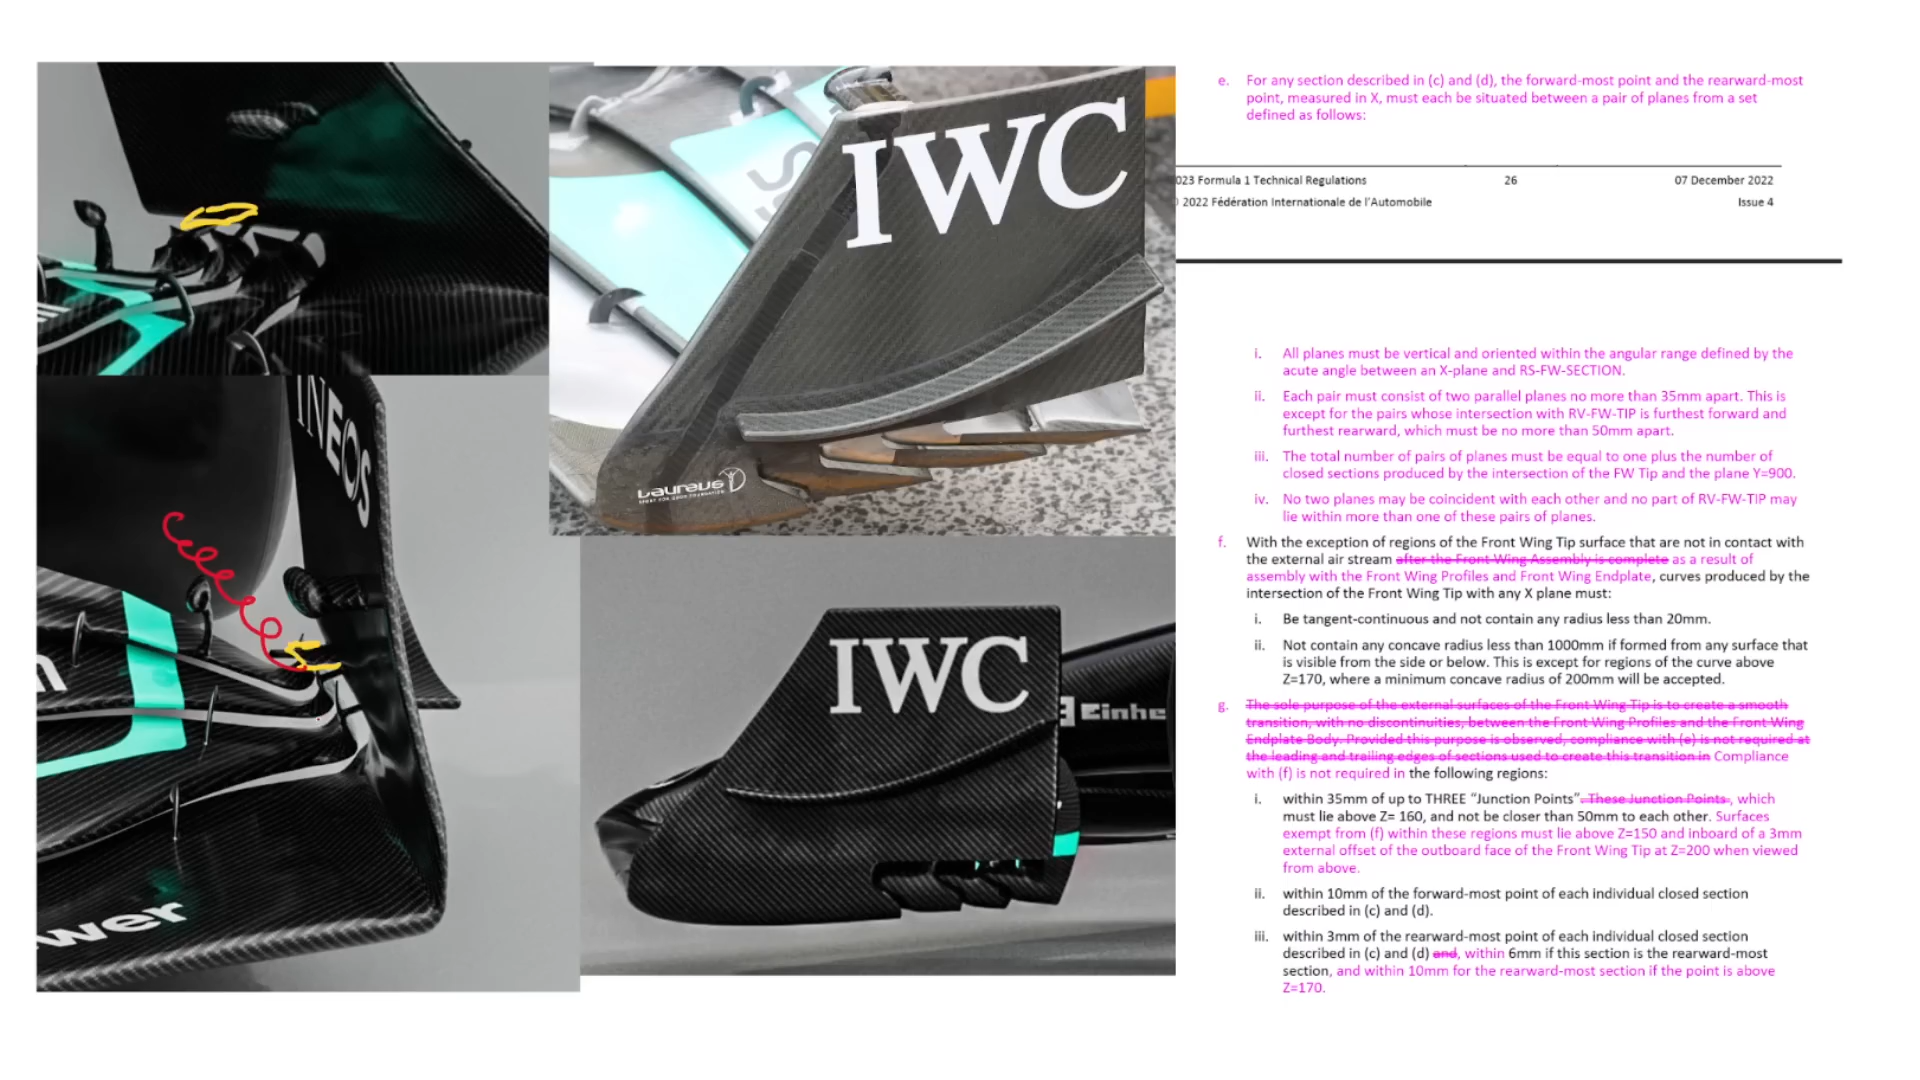 INEOS
wer
IWC
Laureus
SPORT FOR GOOD FOUNDATION
IWC
Einhe
e. For any section described in (c) and (d), the forward-most point and the rearward-most
point, measured in X, must each be situated between a pair of planes from a set
defined as follows:
023 Formula 1 Technical Regulations 26 07 December 2022
2022 Fédération Internationale de l'Automobile Issue 4
i. All planes must be vertical and oriented within the angular range defined by the
acute angle between an X-plane and RS-FW-SECTION.
ii. Each pair must consist of two parallel planes no more than 35mm apart. This is
except for the pairs whose intersection with RV-FW-TIP is furthest forward and
furthest rearward, which must be no more than 50mm apart.
iii. The total number of pairs of planes must be equal to one plus the number of
closed sections produced by the intersection of the FW Tip and the plane Y=900.
iv. No two planes may be coincident with each other and no part of RV-FW-TIP may
lie within more than one of these pairs of planes.
f. With the exception of regions of the Front Wing Tip surface that are not in contact with
the external air stream after the Front Wing Assembly is complete as a result of
assembly with the Front Wing Profiles and Front Wing Endplate, curves produced by the
intersection of the Front Wing Tip with any X plane must:
i. Be tangent-continuous and not contain any radius less than 20mm.
ii. Not contain any concave radius less than 1000mm if formed from any surface that
is visible from the side or below. This is except for regions of the curve above
Z=170, where a minimum concave radius of 200mm will be accepted.
g. The sole purpose of the external surfaces of the Front Wing Tip is to create a smooth
transition, with no discontinuities, between the Front Wing Profiles and the Front Wing
Endplate Body. Provided this purpose is observed, compliance with (e) is not required at
the leading and trailing edges of sections used to create this transition in Compliance
with (f) is not required in the following regions:
i. within 35mm of up to THREE “Junction Points”. These Junction Points , which
must lie above Z= 160, and not be closer than 50mm to each other. Surfaces
exempt from (f) within these regions must lie above Z=150 and inboard of a 3mm
external offset of the outboard face of the Front Wing Tip at Z=200 when viewed
from above.
ii. within 10mm of the forward-most point of each individual closed section
described in (c) and (d).
iii. within 3mm of the rearward-most point of each individual closed section
described in (c) and (d) and, within 6mm if this section is the rearward-most
section, and within 10mm for the rearward-most section if the point is above
Z=170.